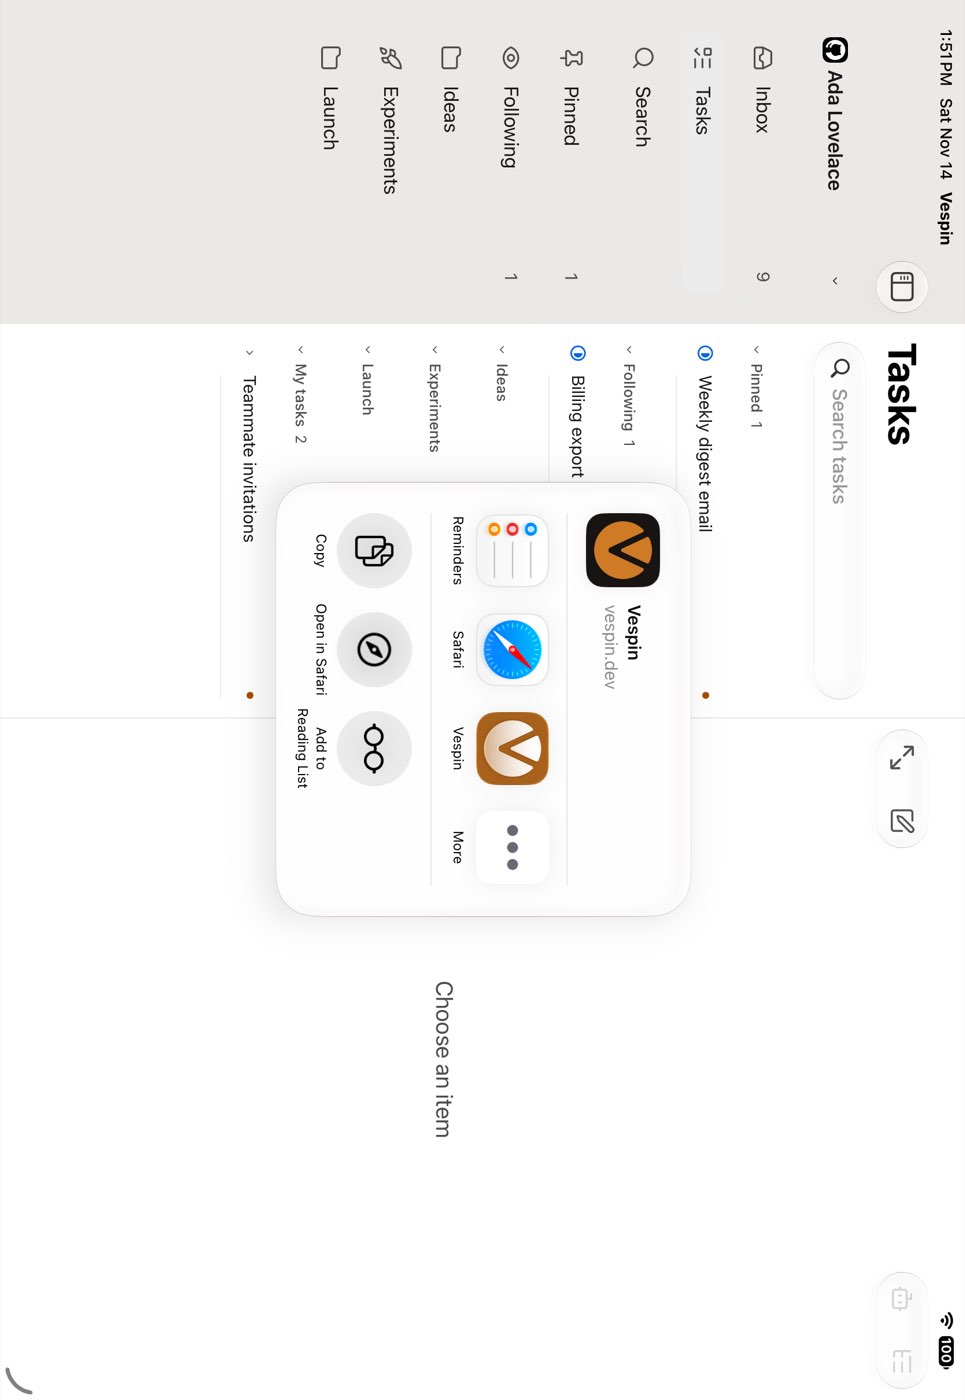 1:51 PM Sat Nov 14 Vespin
100
Ada Lovelace
Inbox 9
Tasks
Search
Pinned 1
Following 1
Ideas
Experiments
Launch
Tasks
Search tasks
Pinned 1
Weekly digest email
Following 1
Billing export
Ideas
Experiments
Launch
My tasks 2
Teammate invitations
Vespin
vespin.dev
Reminders
Safari
Vespin
More
Copy
Open in Safari
Add to
Reading List
Choose an item